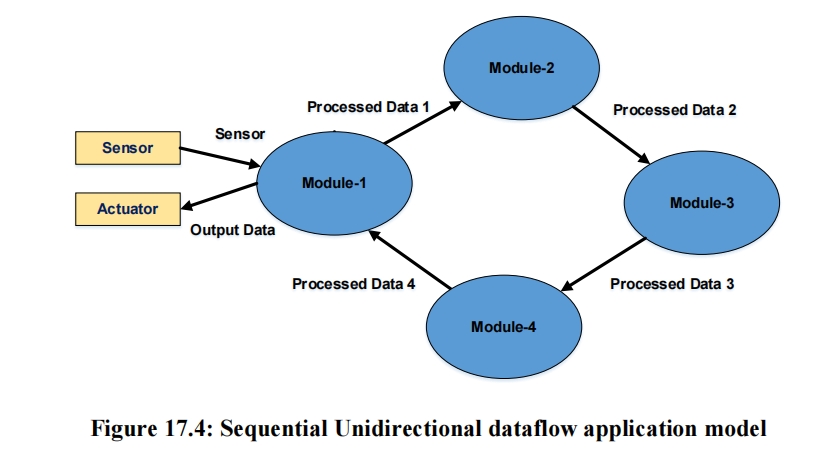 Module-2
Processed Data 1
Processed Data 2
Sensor
Sensor
Module-1
Module-3
Actuator
Output Data
Processed Data 4
Processed Data 3
Module-4
Figure 17.4: Sequential Unidirectional dataflow application model